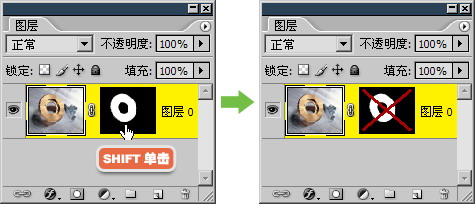 图层
正常 不透明度: 100%
锁定: 填充: 100%
图层 0
SHIFT 单击
图层
正常 不透明度: 100%
锁定: 填充: 100%
图层 0